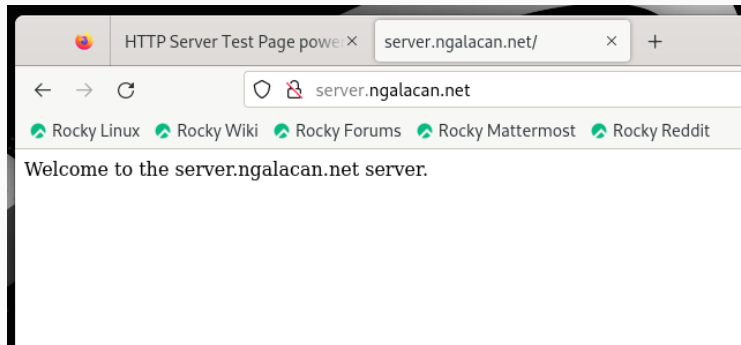 HTTP Server Test Page powe
server.ngalacan.net/
server.ngalacan.net
Rocky Linux Rocky Wiki Rocky Forums Rocky Mattermost Rocky Reddit
Welcome to the server.ngalacan.net server.